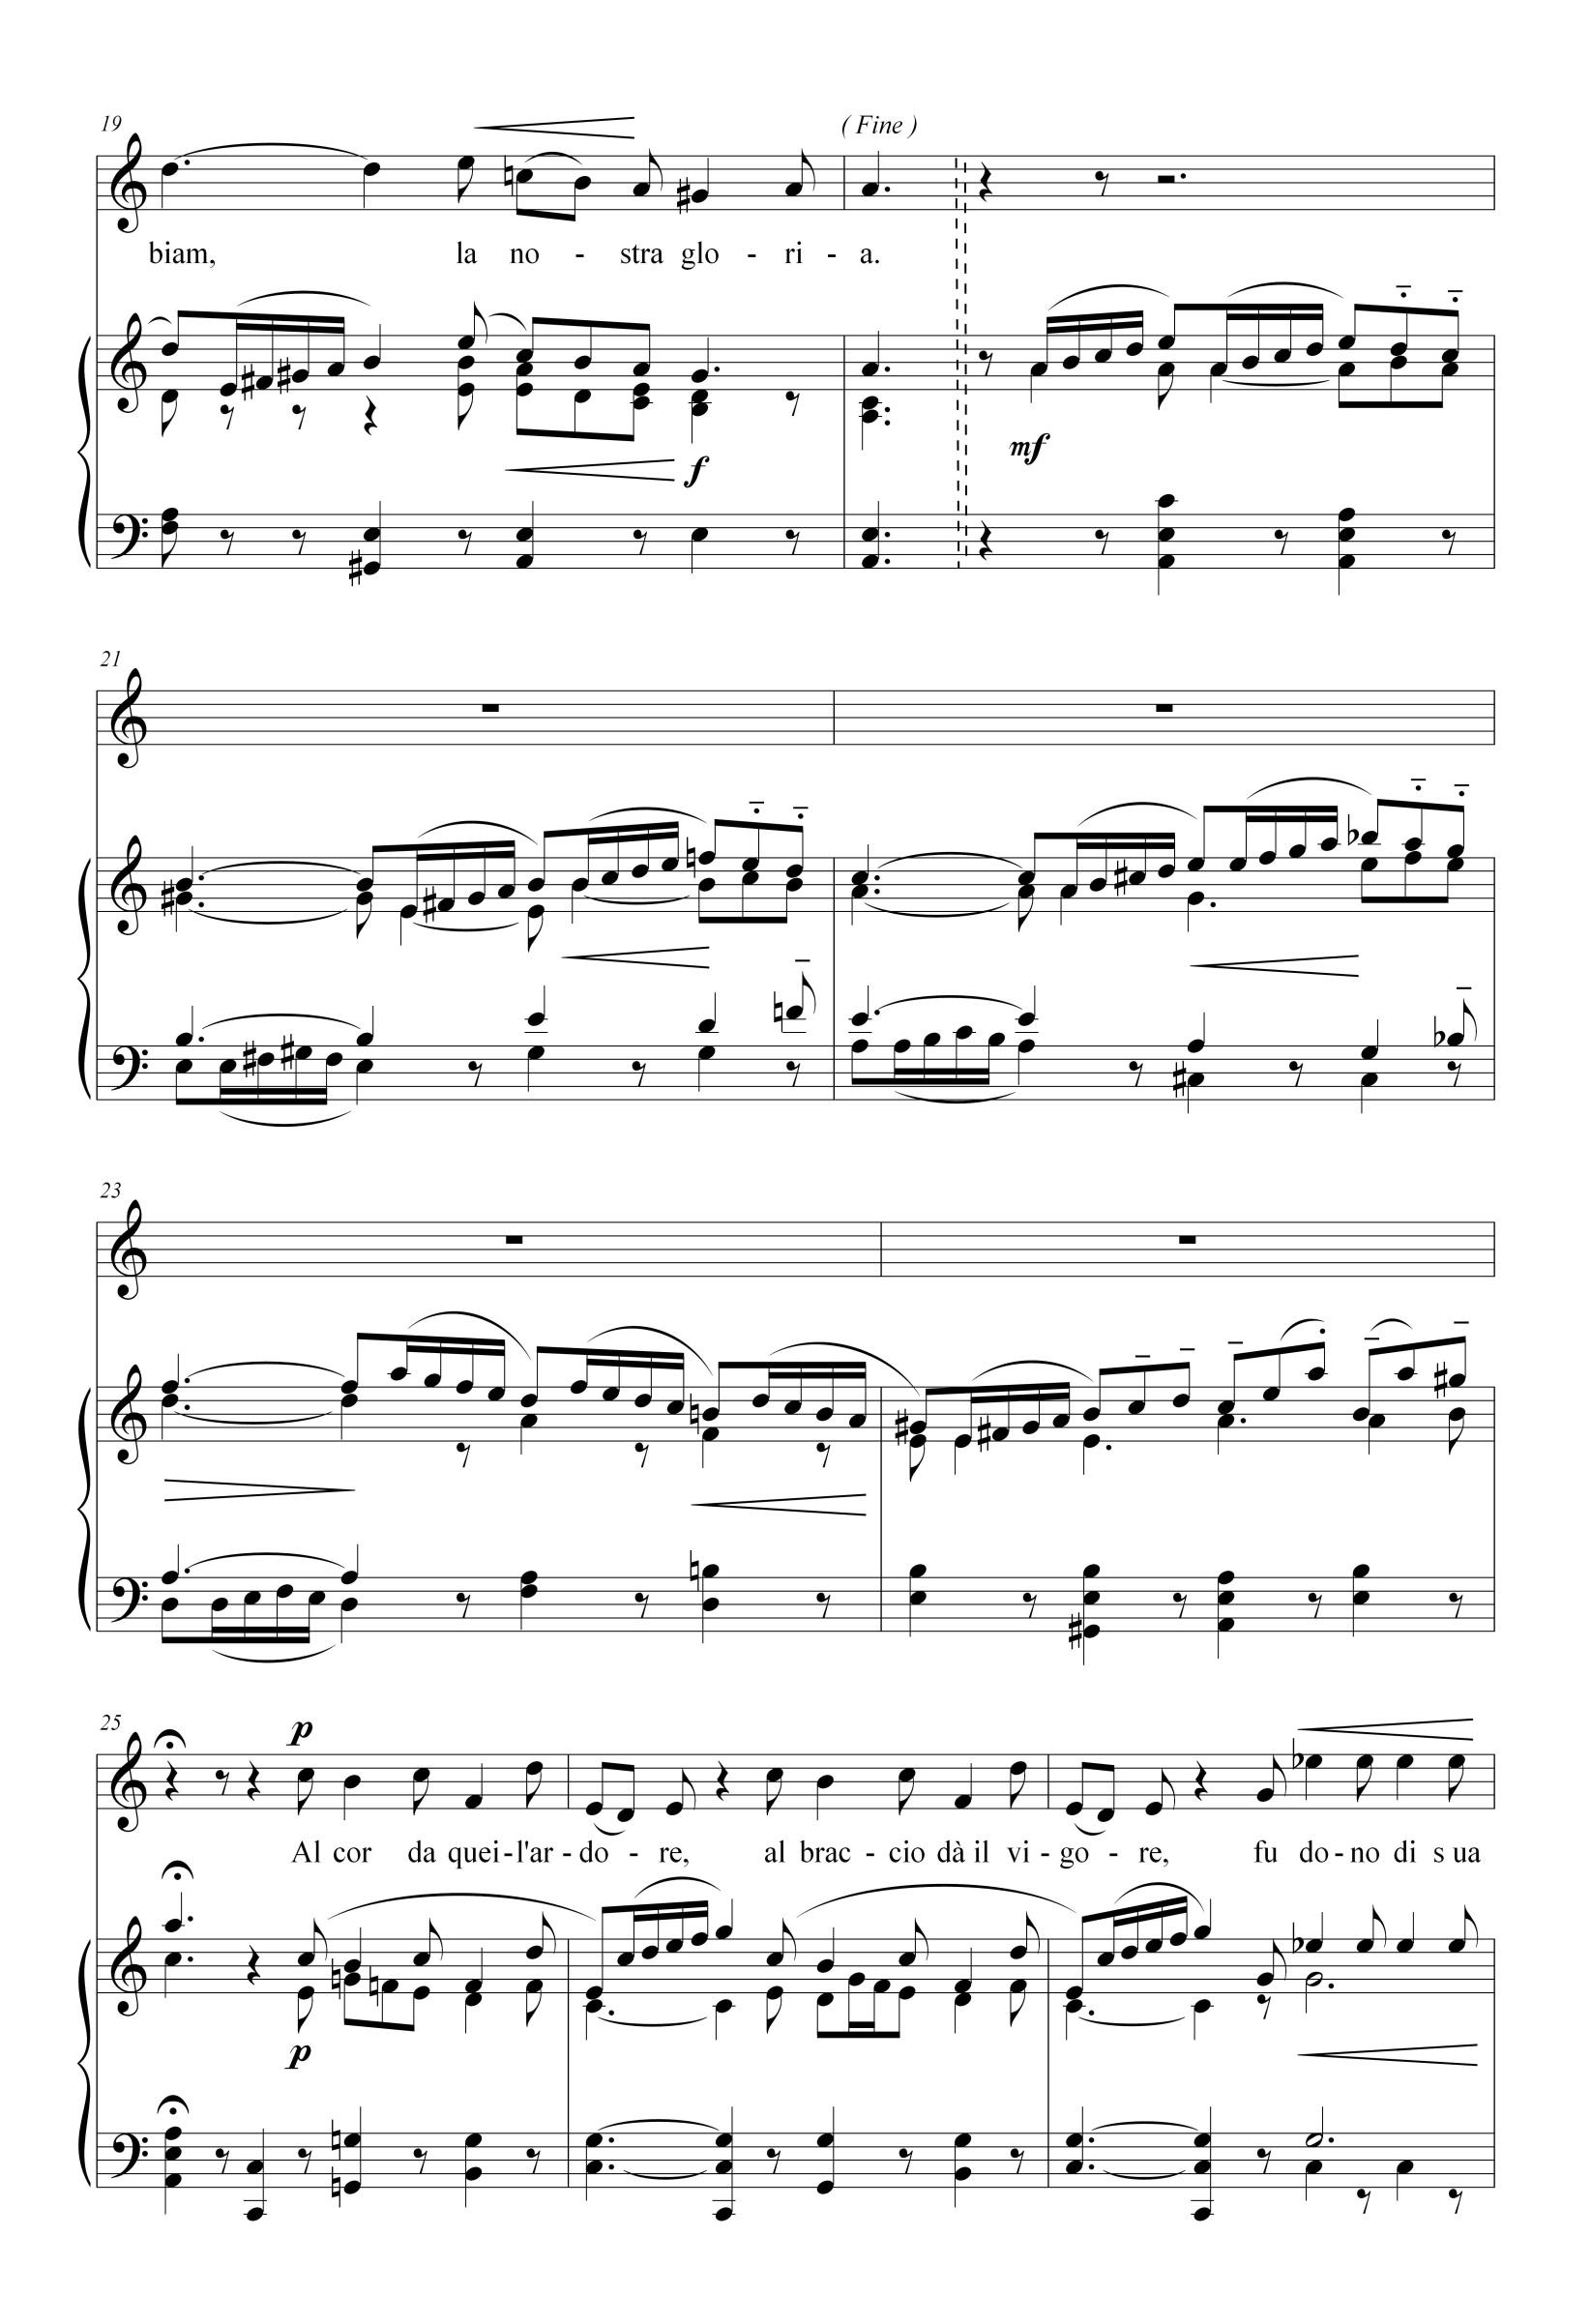 19
( Fine )
biam, la no - stra glo - ri - a.
mf
f
21
23
25
p
Al cor da quei-l'ar - do - re, al brac - cio dà il vi - go - re, fu do-no di s ua
p